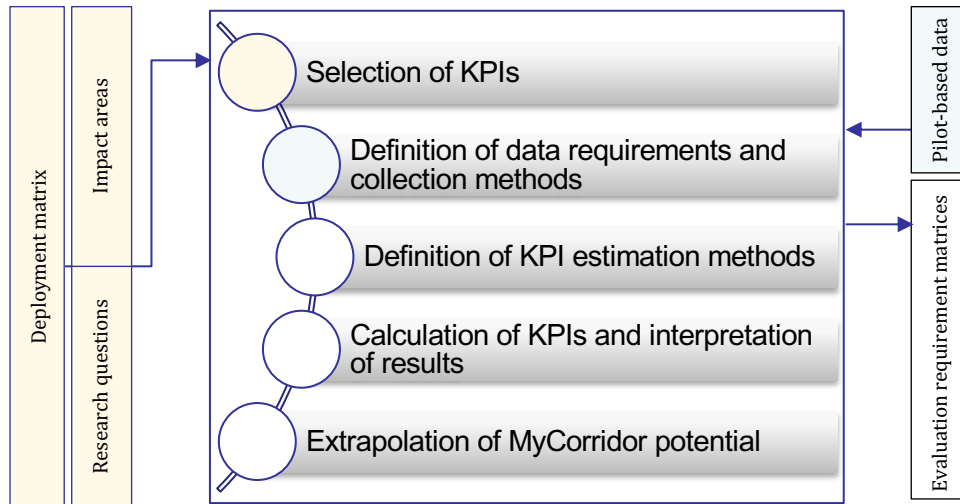 Deployment matrix
Impact areas
Research questions
Selection of KPIs
Definition of data requirements and
collection methods
Definition of KPI estimation methods
Calculation of KPIs and interpretation
of results
Extrapolation of MyCorridor potential
Pilot-based data
Evaluation requirement matrices